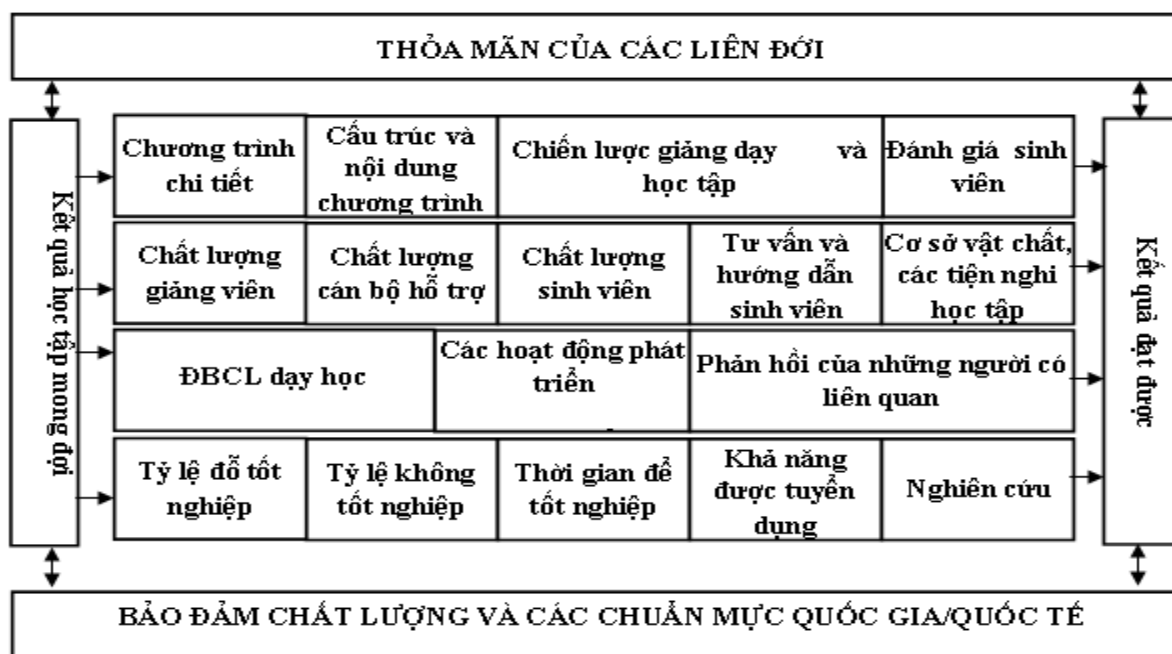 THỎA MÃN CỦA CÁC LIÊN ĐỚI
Kết quả học tập mong đợi
Chương trình
chi tiết
Cấu trúc và
nội dung
chương trình
Chiến lược giảng dạy và
học tập
Đánh giá sinh
viên
Chất lượng
giảng viên
Chất lượng
cán bộ hỗ trợ
Chất lượng
sinh viên
Tư vấn và
hướng dẫn
sinh viên
Cơ sở vật chất,
các tiện nghi
học tập
ĐBCL dạy học
Các hoạt động phát
triển
Phản hồi của những người có
liên quan
Tỷ lệ đỗ tốt
nghiệp
Tỷ lệ không
tốt nghiệp
Thời gian để
tốt nghiệp
Khả năng
được tuyển
dụng
Nghiên cứu
Kết quả đạt được
BẢO ĐẢM CHẤT LƯỢNG VÀ CÁC CHUẨN MỰC QUỐC GIA/QUỐC TẾ